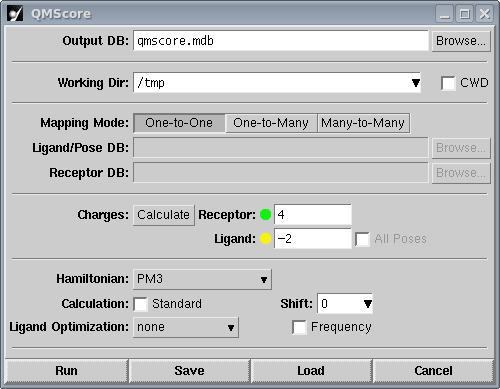 QMScore
Output DB: qmscore.mdb Browse...
Working Dir: /tmp CWD
Mapping Mode: One-to-One One-to-Many Many-to-Many
Ligand/Pose DB: Browse...
Receptor DB: Browse...
Charges: Calculate Receptor: 4
Ligand: -2 All Poses
Hamiltonian: PM3
Calculation: Standard Shift: 0
Ligand Optimization: none Frequency
Run Save Load Cancel